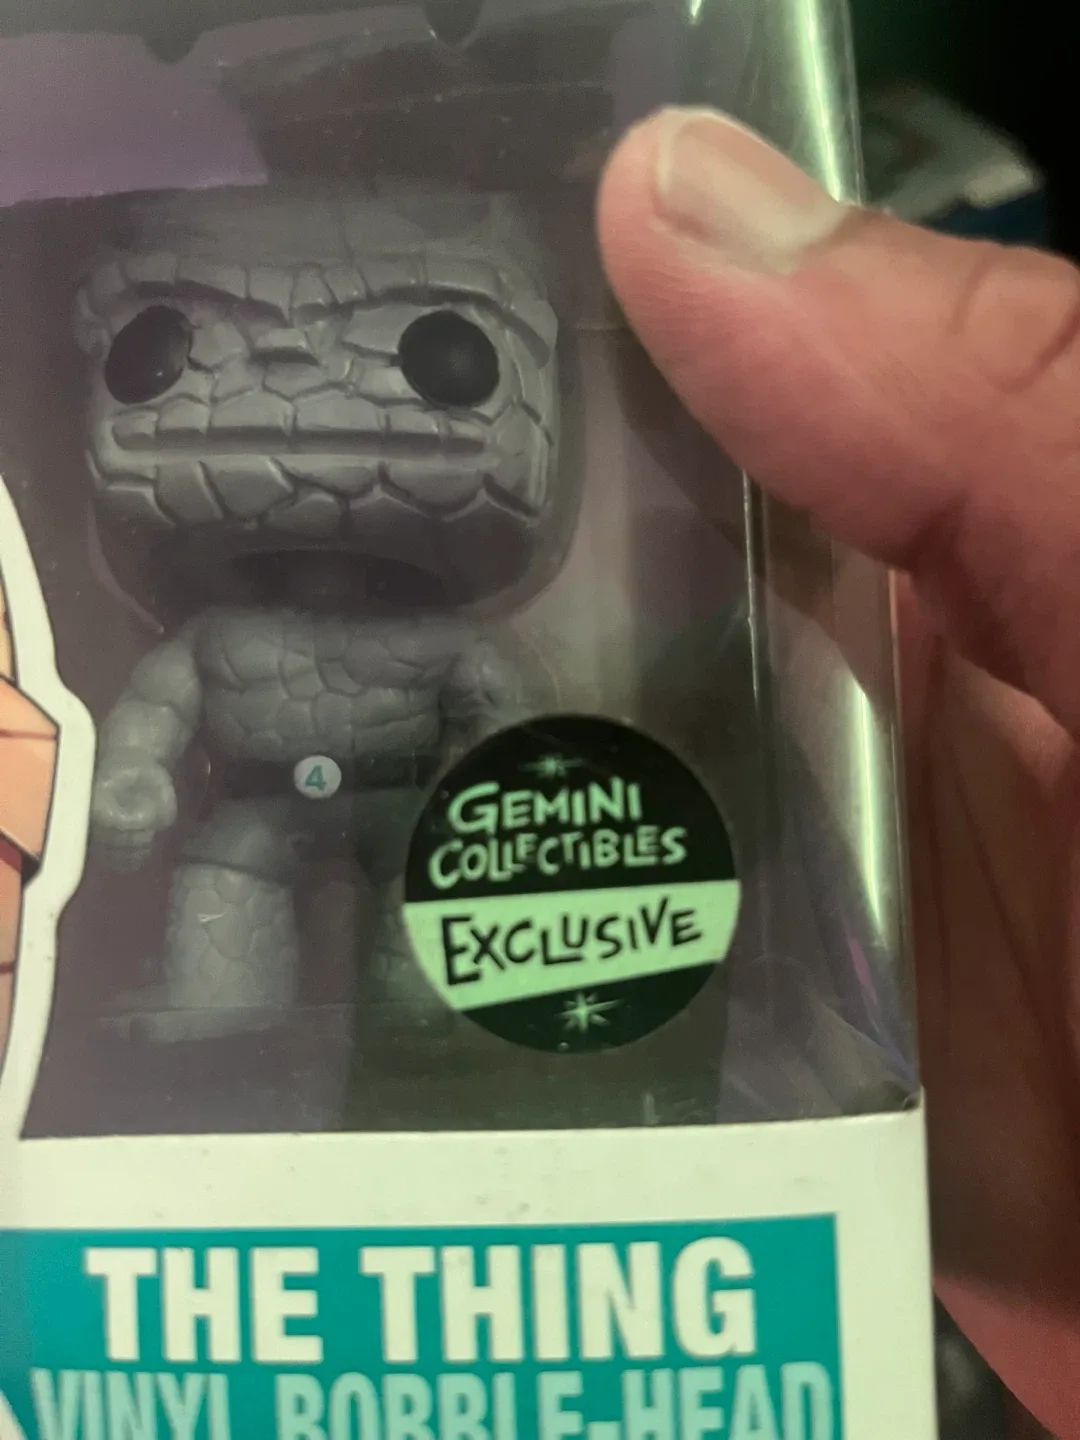 4
GEMINI
COLLECTIBLES
EXCLUSIVE
THE THING
VINYL BOBBLE-HEAD